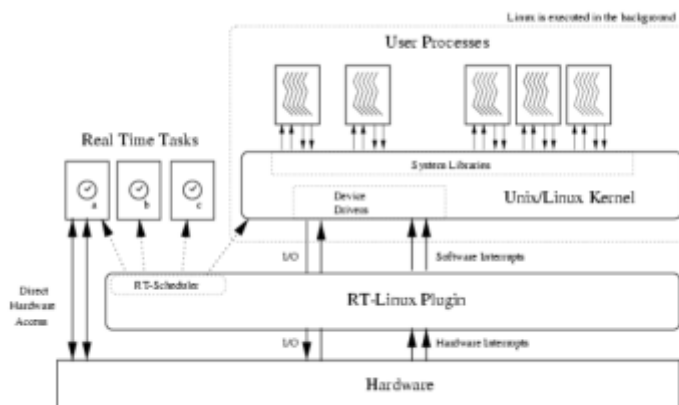 Linux is executed in the background
User Processes
Real Time Tasks
a
b
c
System Libraries
Device
Drivers
Unix/Linux Kernel
I/O
Software Interrupts
RT-Scheduler
Direct
Hardware
Access
RT-Linux Plugin
I/O
Hardware Interrupts
Hardware